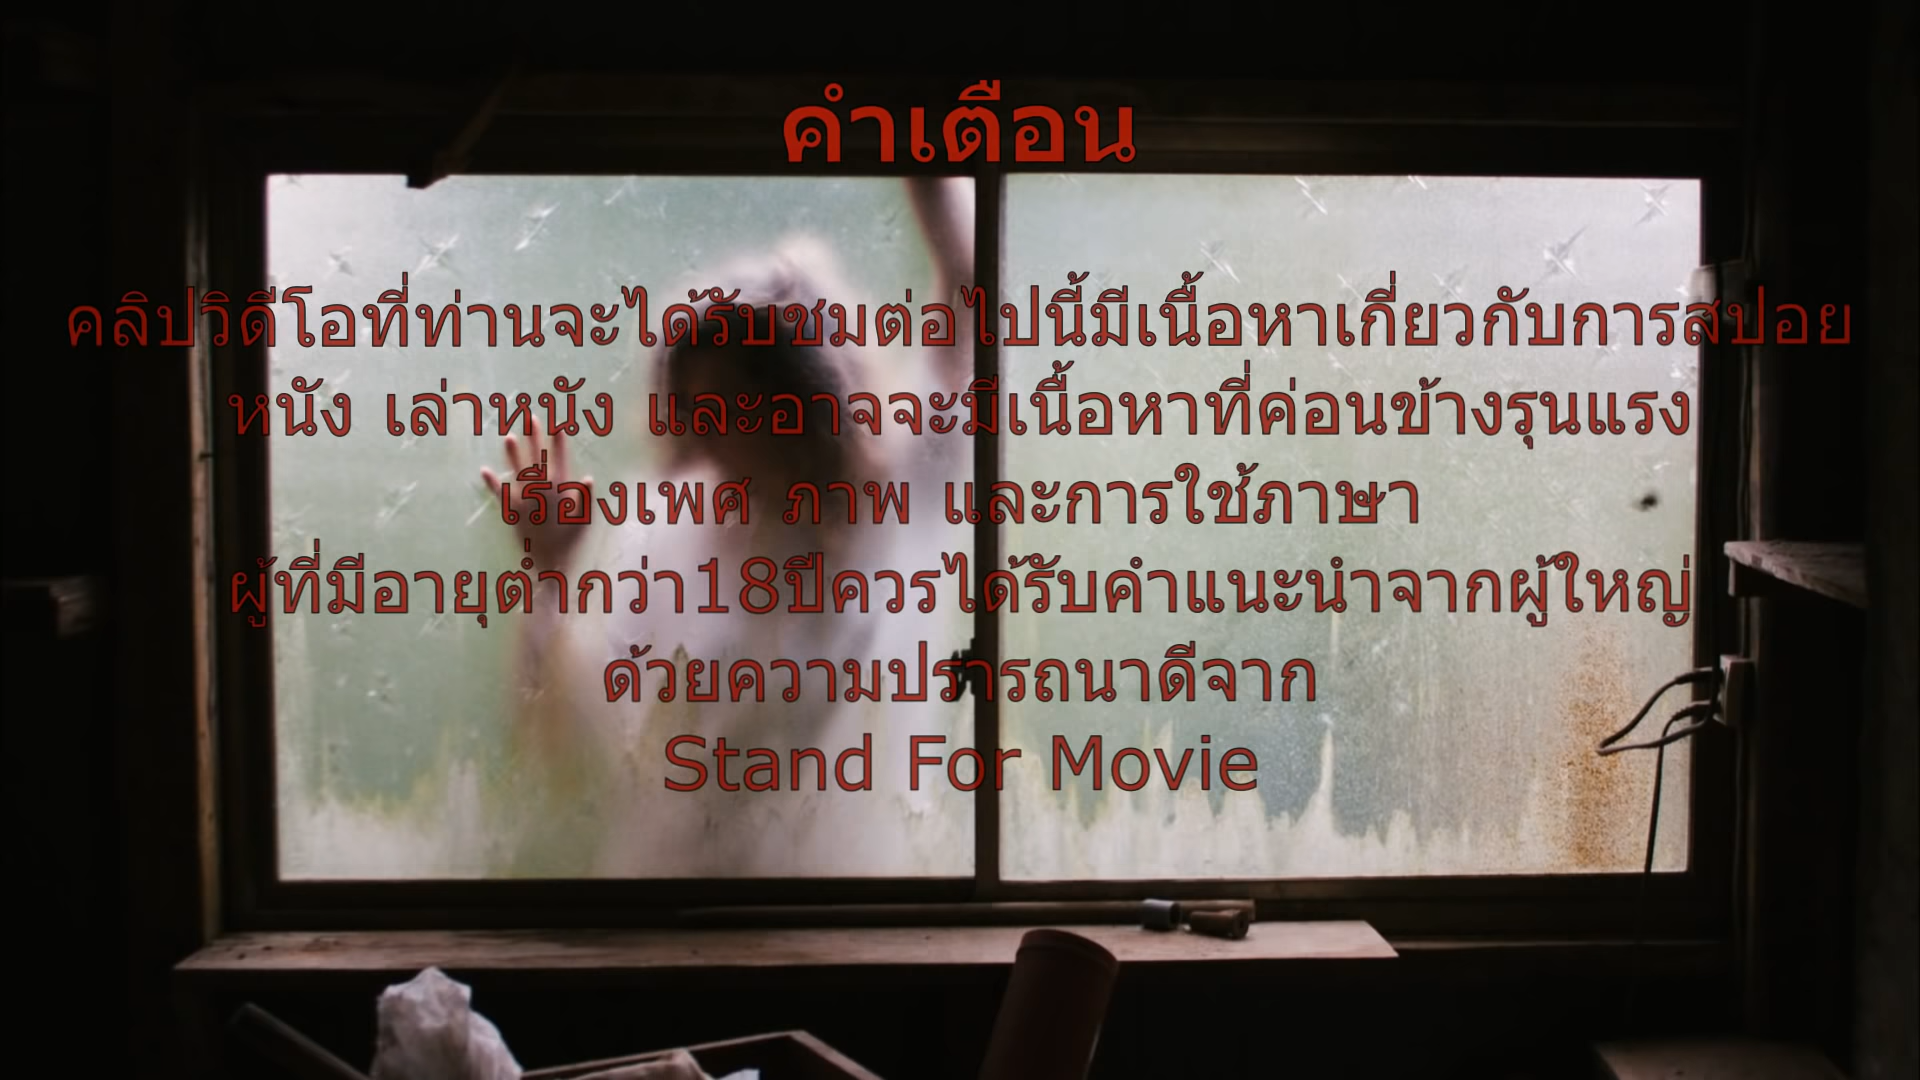 คำเตือน
คลิปวิดีโอที่ท่านจะได้รับชมต่อไปนี้มีเนื้อหาเกี่ยวกับการสปอย
หนัง เล่าหนัง และอาจจะมีเนื้อหาที่ค่อนข้างรุนแรง
เรื่องเพศ ภาพ และการใช้ภาษา
ผู้ที่มีอายุต่ำกว่า18ปีควรได้รับคำแนะนำจากผู้ใหญ่
ด้วยความปรารถนาดีจาก
Stand For Movie